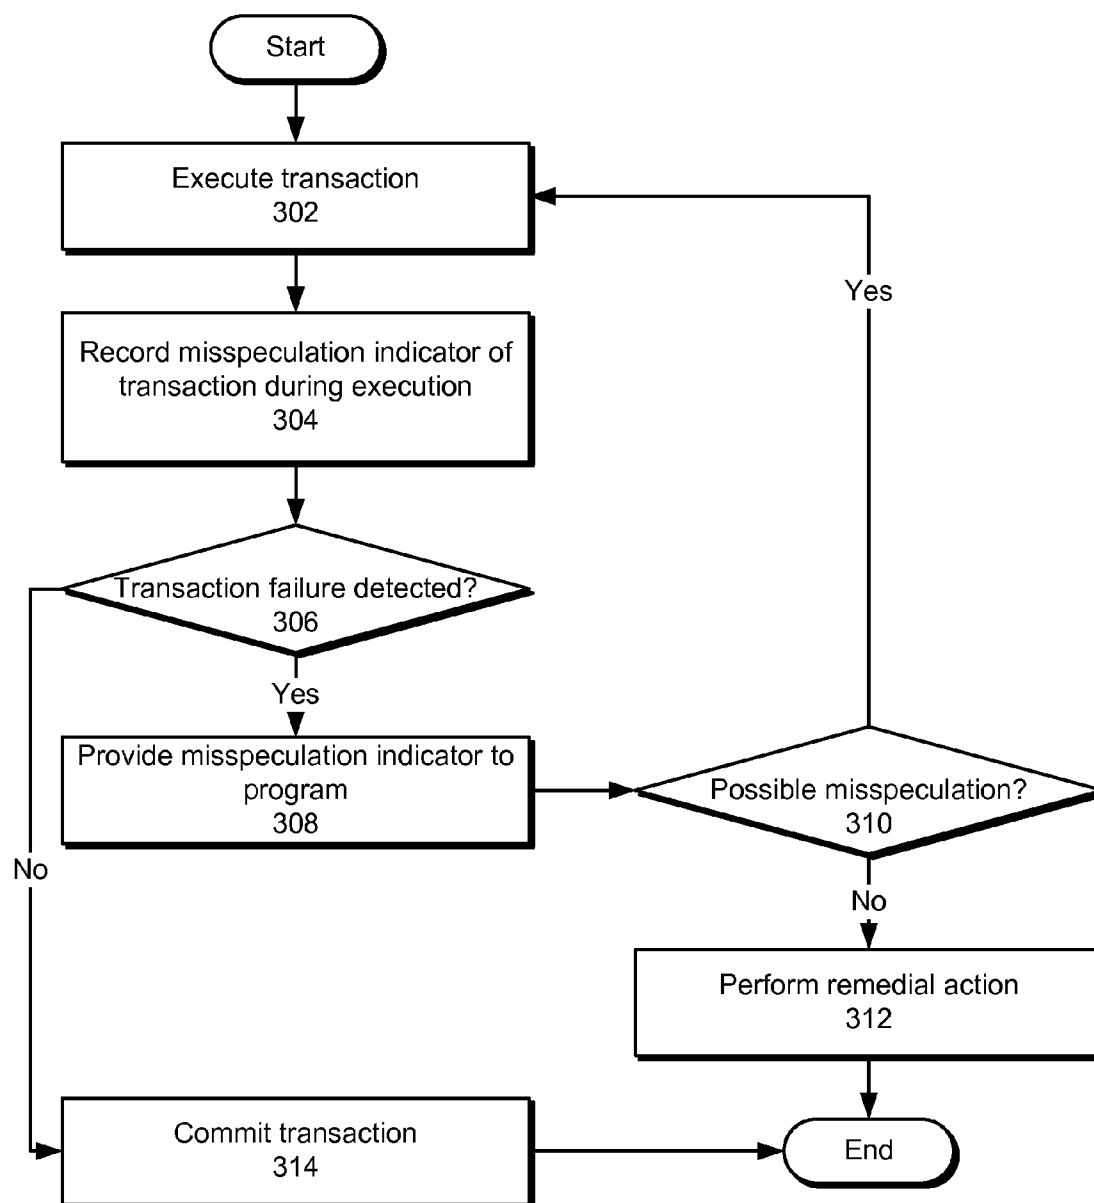 Start
Execute transaction
302
Yes
Record misspeculation indicator of
transaction during execution
304
Transaction failure detected?
306
Yes
Provide misspeculation indicator to
program
308
Possible misspeculation?
310
No
No
Perform remedial action
312
Commit transaction
314
End